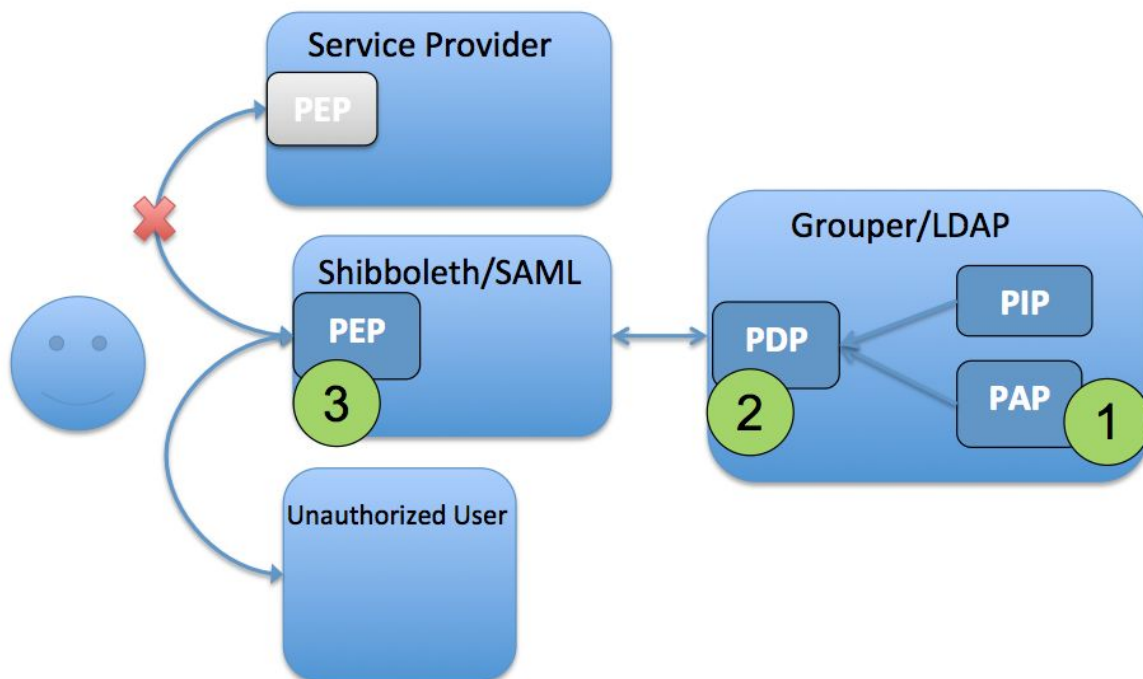 Service Provider
PEP
Shibboleth/SAML
PEP
3
Unauthorized User
Grouper/LDAP
PIP
PDP
PAP
2
1